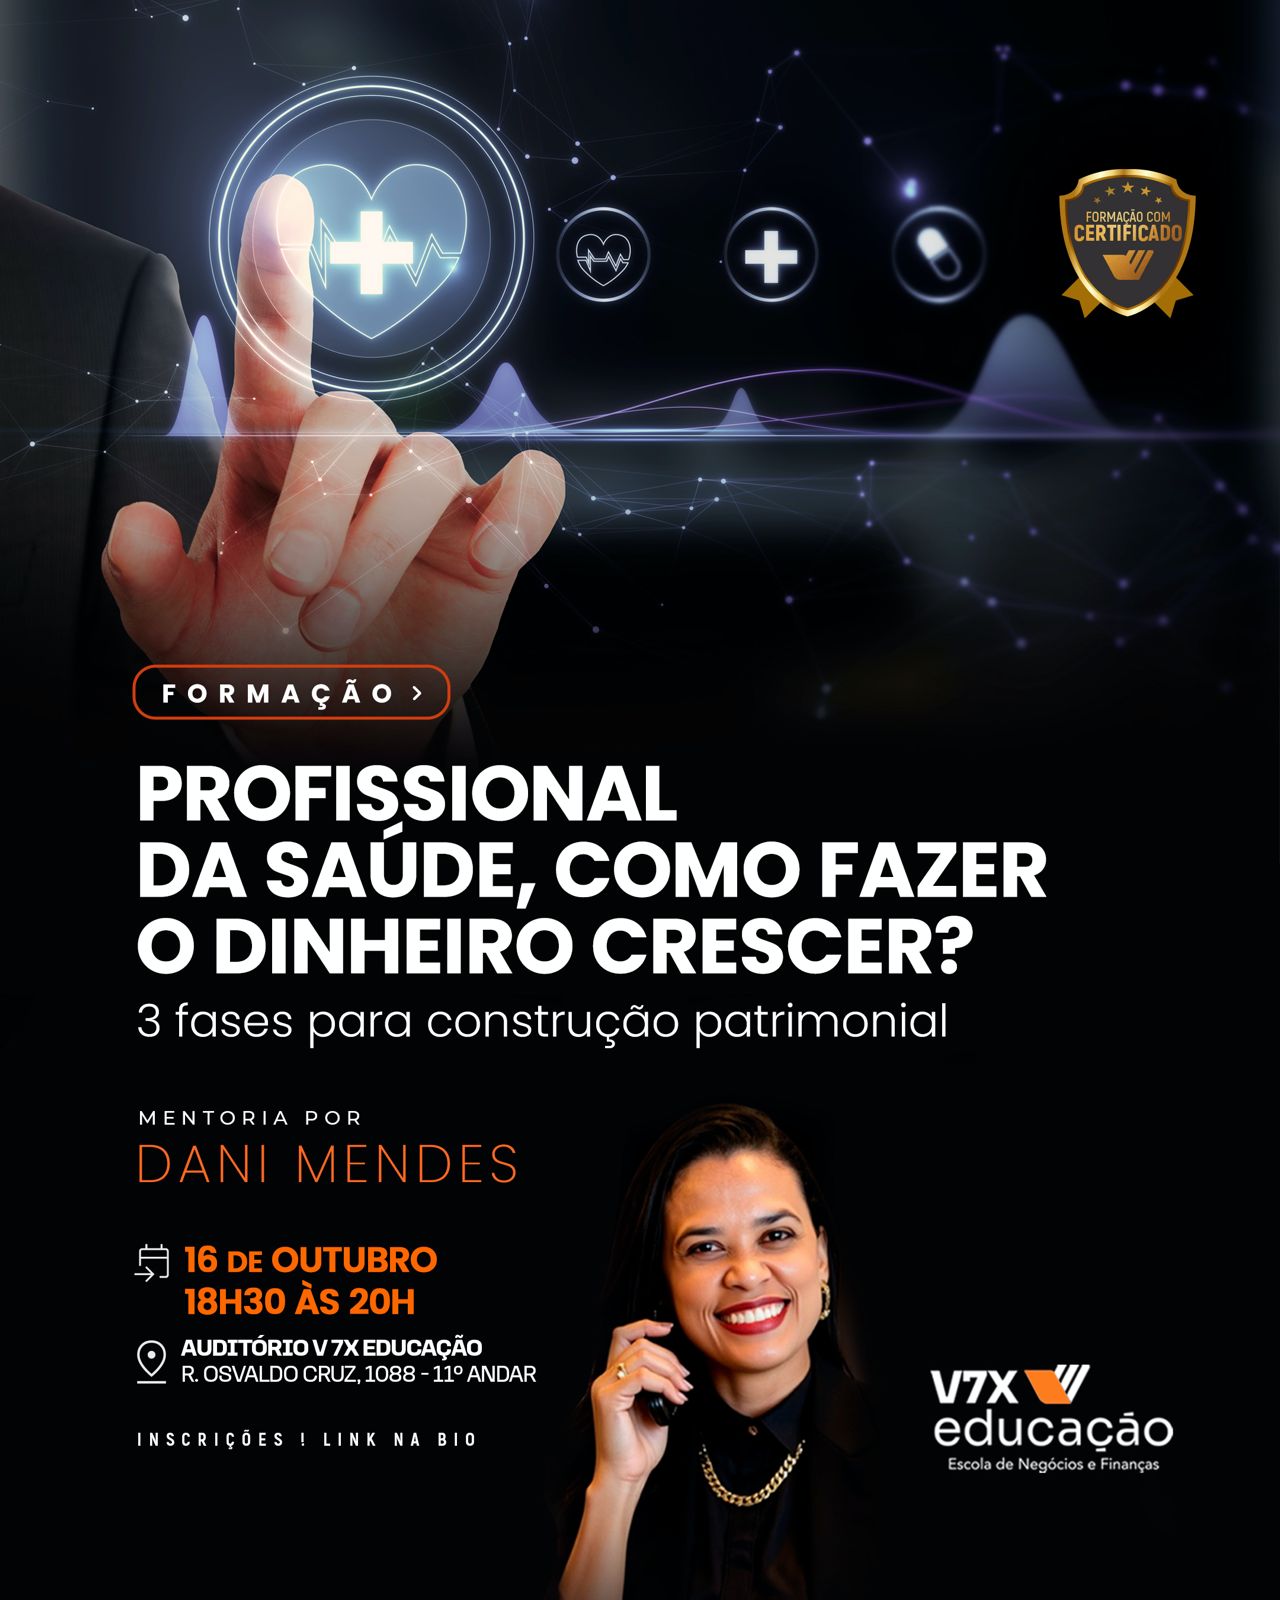 FORMAÇÃO COM
CERTIFICADO
FORMAÇÃO >
PROFISSIONAL
DA SAÚDE, COMO FAZER
O DINHEIRO CRESCER?
3 fases para construção patrimonial
MENTORIA POR
DANI MENDES
16 DE OUTUBRO
18H30 ÀS 20H
AUDITÓRIO V 7X EDUCAÇÃO
R. OSVALDO CRUZ, 1088 - 11º ANDAR
INSCRIÇÕES ! LINK NA BIO
V7X
educação
Escola de Negócios e Finanças